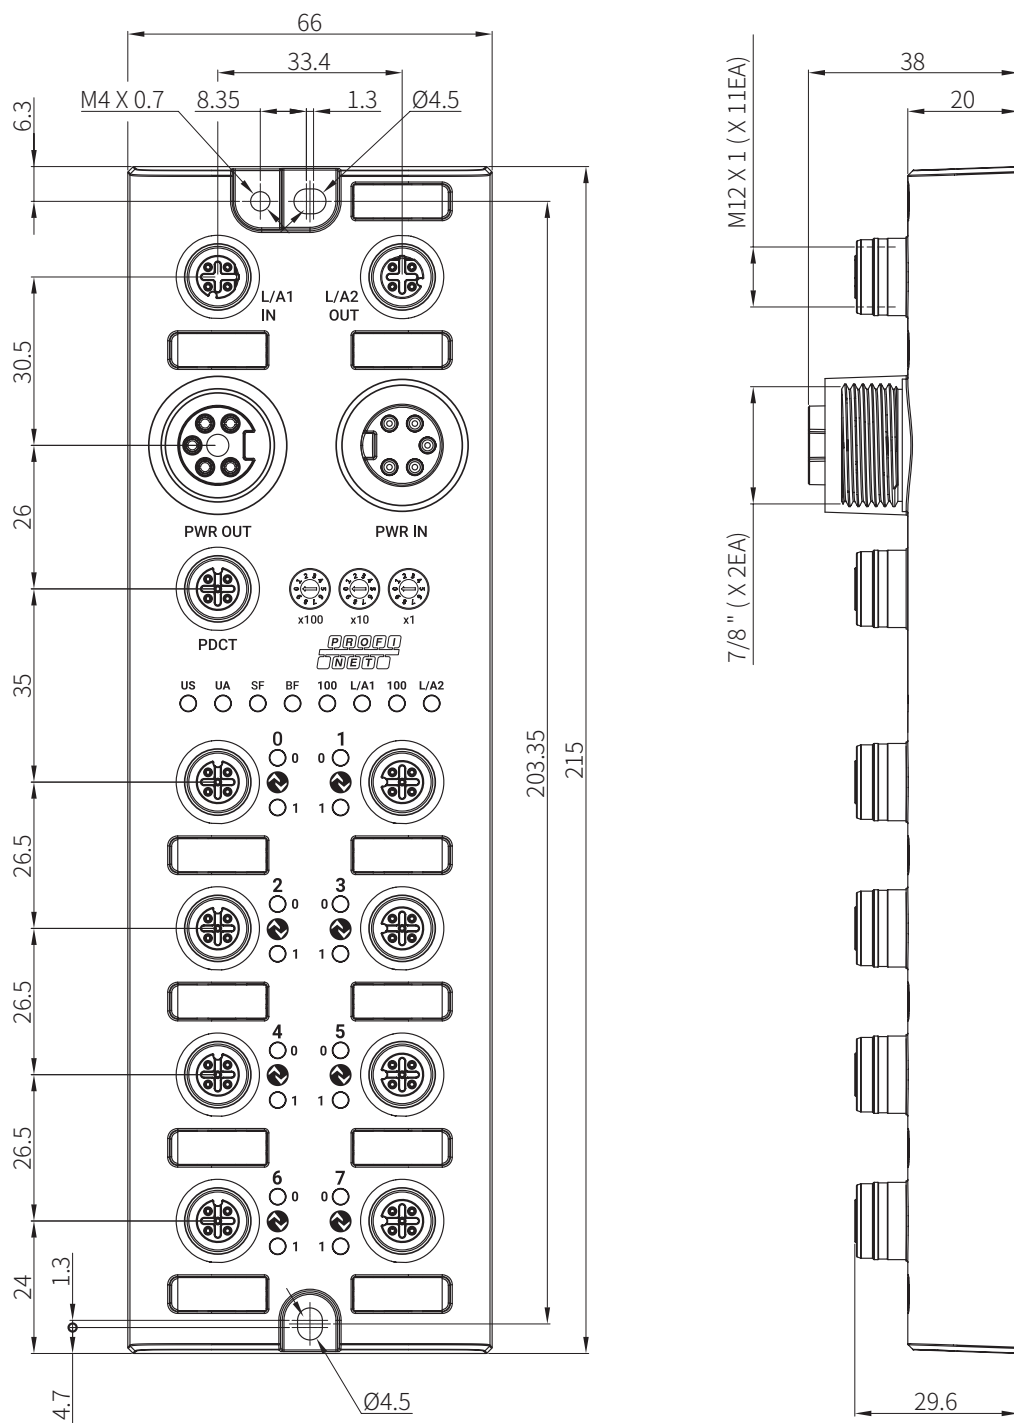 66
33.4
M4 X 0.7
8.35
1.3
Ø4.5
6.3
38
20
M12 X 1 ( X 11EA)
L/A1
IN
L/A2
OUT
30.5
PWR OUT
PWR IN
26
7/8 " ( X 2EA)
x100
x10
x1
PDCT
PROFI
NET
35
US
UA
SF
BF
100
L/A1
100
L/A2
203.35
215
0
1
0
0
1
1
26.5
2
3
0
0
1
1
26.5
4
5
0
0
1
1
26.5
6
7
0
0
1
1
24
1.3
4.7
Ø4.5
29.6